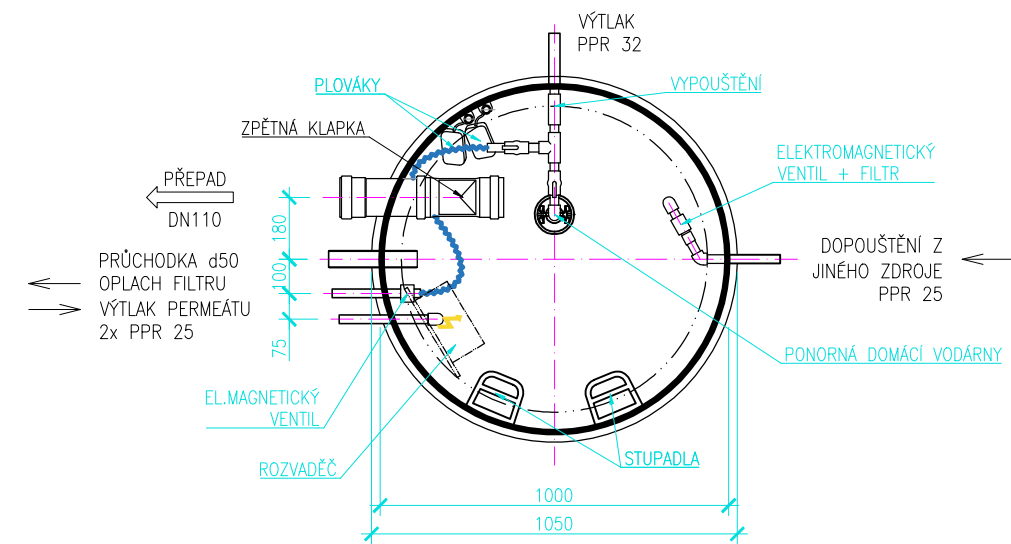 VÝTLAK
PPR 32
PLOVÁKY
VYPOUŠTĚNÍ
ZPĚTNÁ KLAPKA
ELEKTROMAGNETICKÝ
VENTIL + FILTR
PŘEPAD
DN110
180
DOPOUŠTĚNÍ Z
JINÉHO ZDROJE
PPR 25
PRŮCHODKA d50
OPLACH FILTRU
VÝTLAK PERMEÁTU
2x PPR 25
100
75
PONORNÁ DOMÁCÍ VODÁRNY
EL.MAGNETICKÝ
VENTIL
ROZVADĚČ
STUPADLA
1000
1050